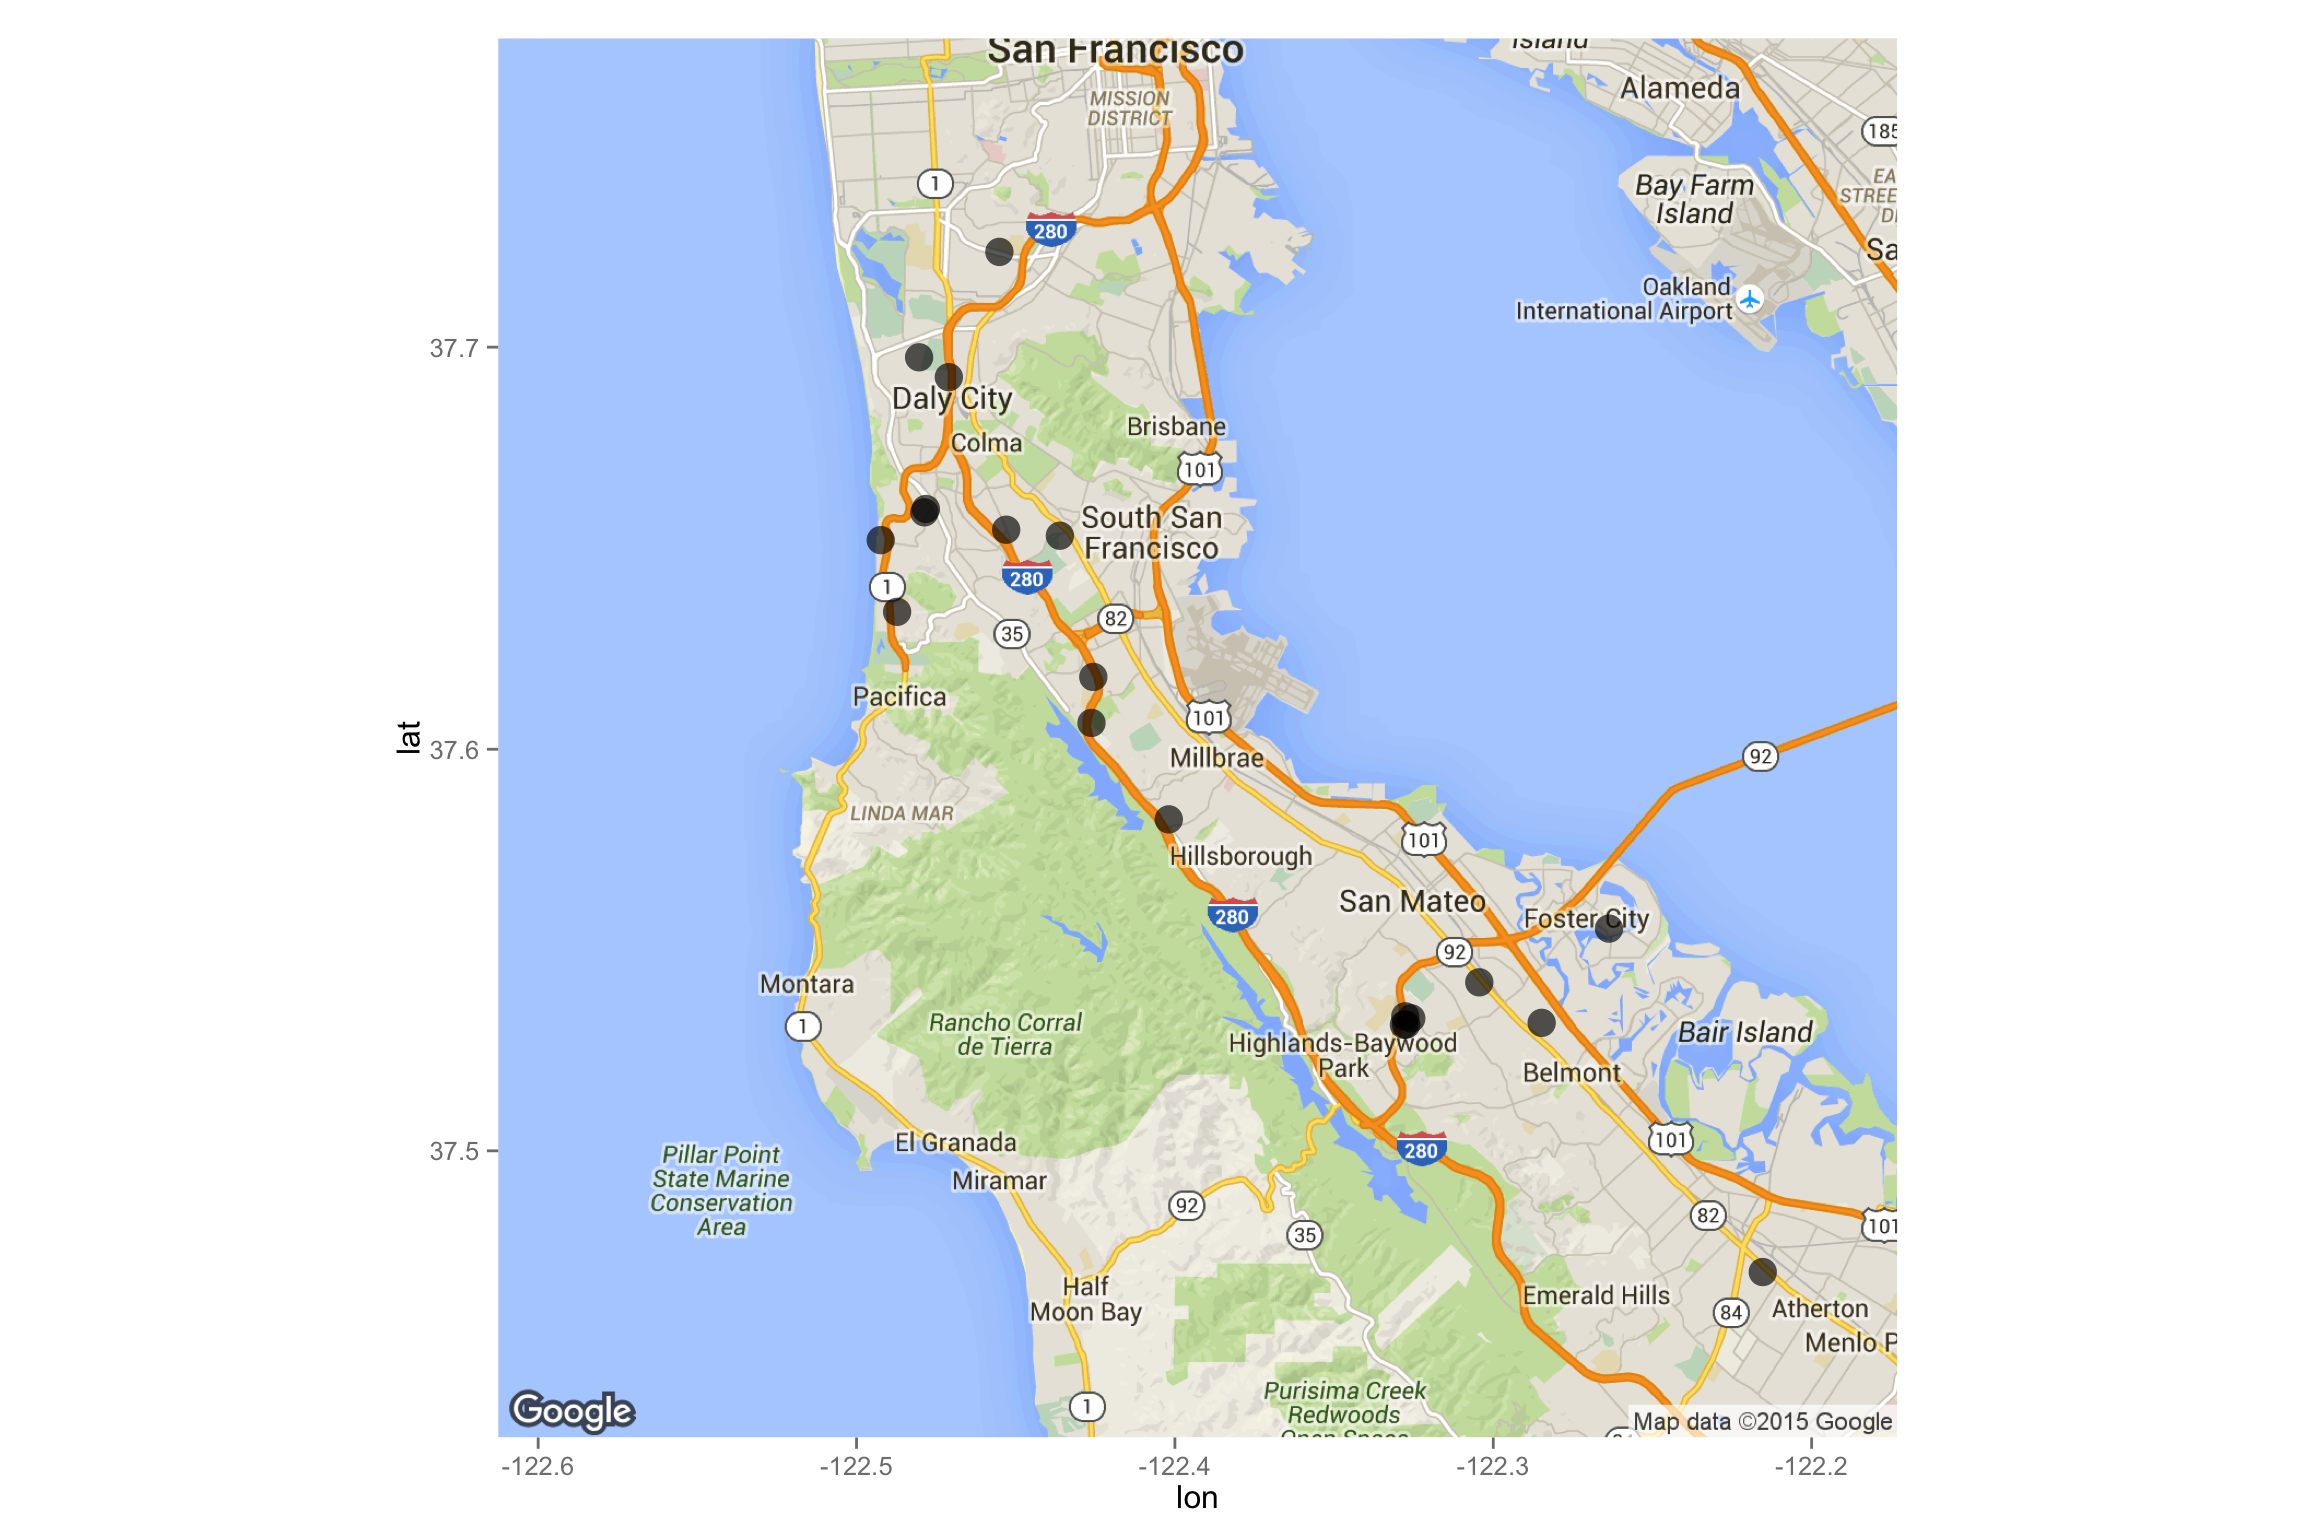 San Francisco
Island
Alameda
MISSION
DISTRICT
185
1
Bay Farm
Island
EA
STREE
DI
280
Sa
Oakland
International Airport
37.7
Daly City
Brisbane
Colma
101
South San
Francisco
280
1
82
35
Pacifica
101
lat
37.6
Millbrae
92
LINDA MAR
101
Hillsborough
280
San Mateo
Foster City
92
Montara
1
Rancho Corral
de Tierra
Highlands-Baywood
Park
Bair Island
Belmont
El Granada
37.5
280
101
Pillar Point
State Marine
Conservation
Area
Miramar
92
35
82
101
Half
Moon Bay
Emerald Hills
84
Atherton
Menlo P
Purisima Creek
Redwoods
Open Space
1
Google
Map data ©2015 Google
-122.6
-122.5
-122.4
-122.3
-122.2
lon